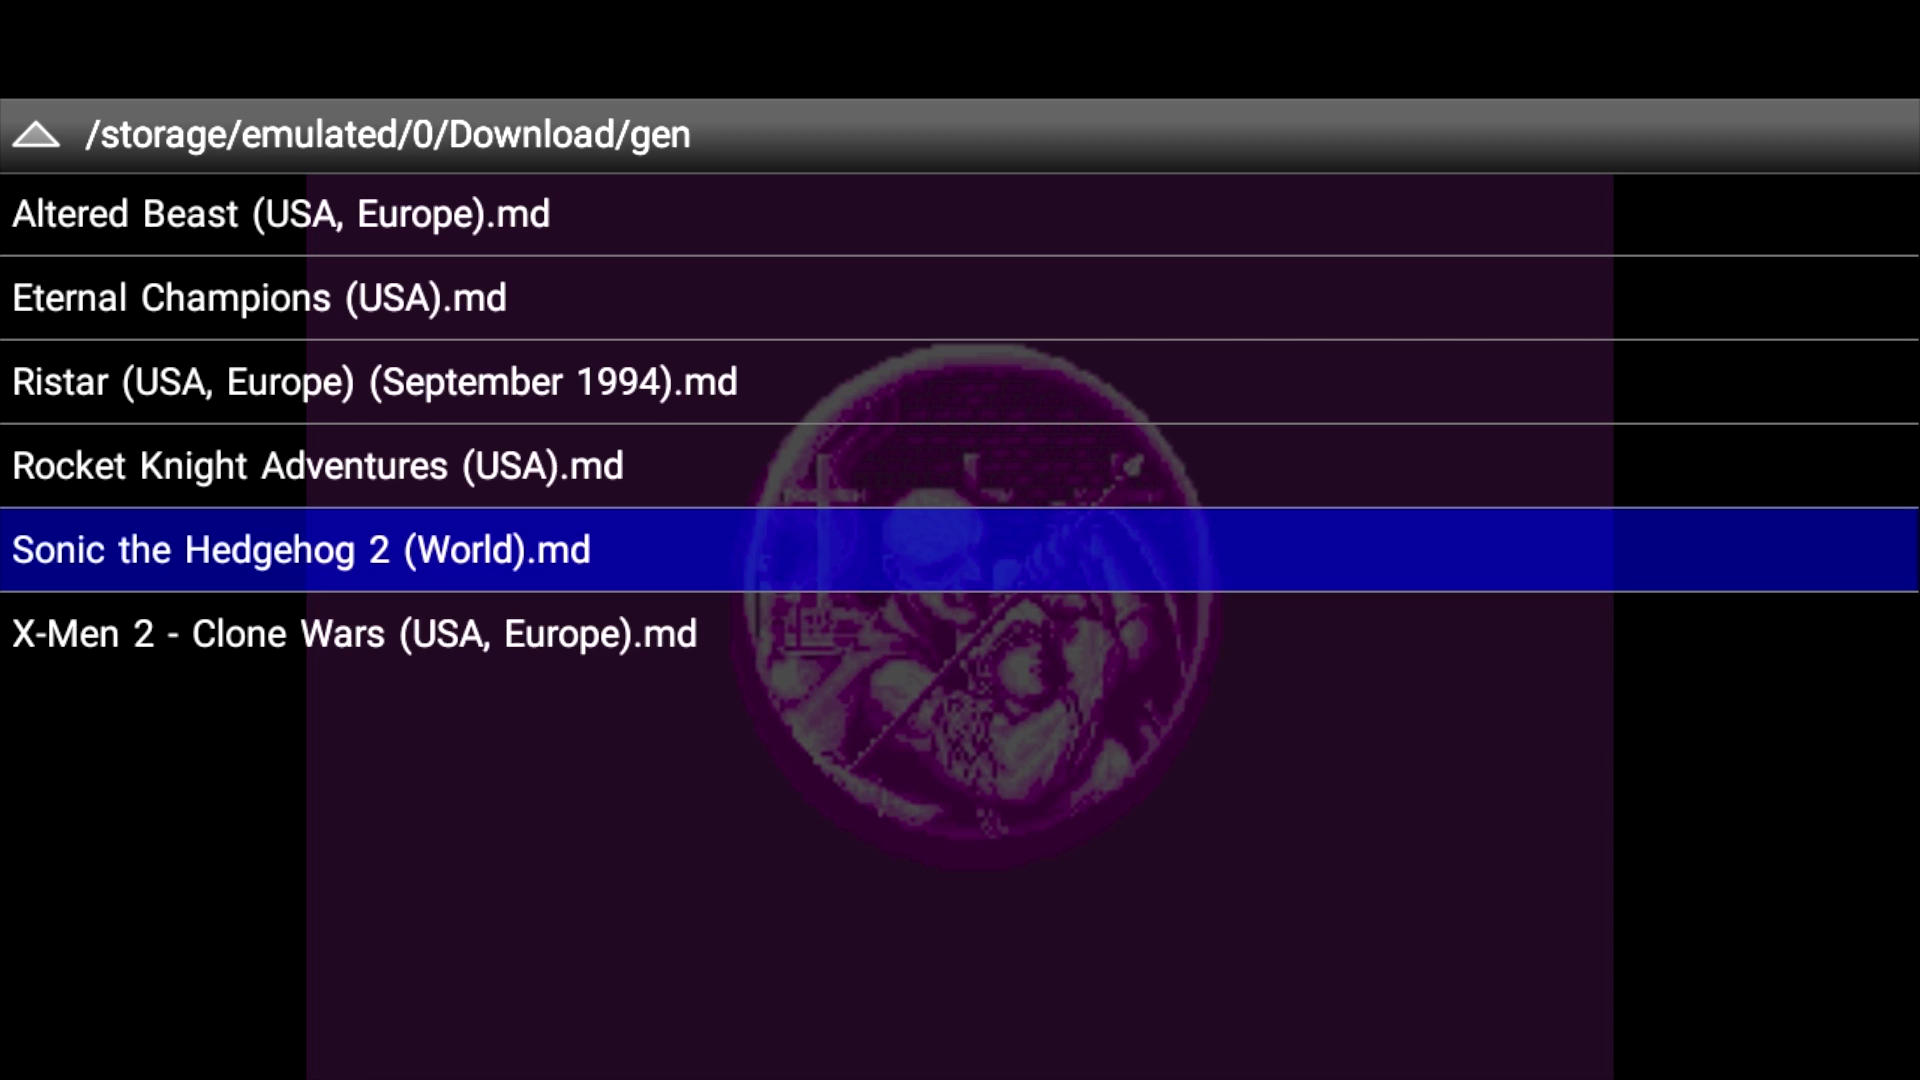 /storage/emulated/0/Download/gen
Altered Beast (USA, Europe).md
Eternal Champions (USA).md
Ristar (USA, Europe) (September 1994).md
Rocket Knight Adventures (USA).md
Sonic the Hedgehog 2 (World).md
X-Men 2 - Clone Wars (USA, Europe).md